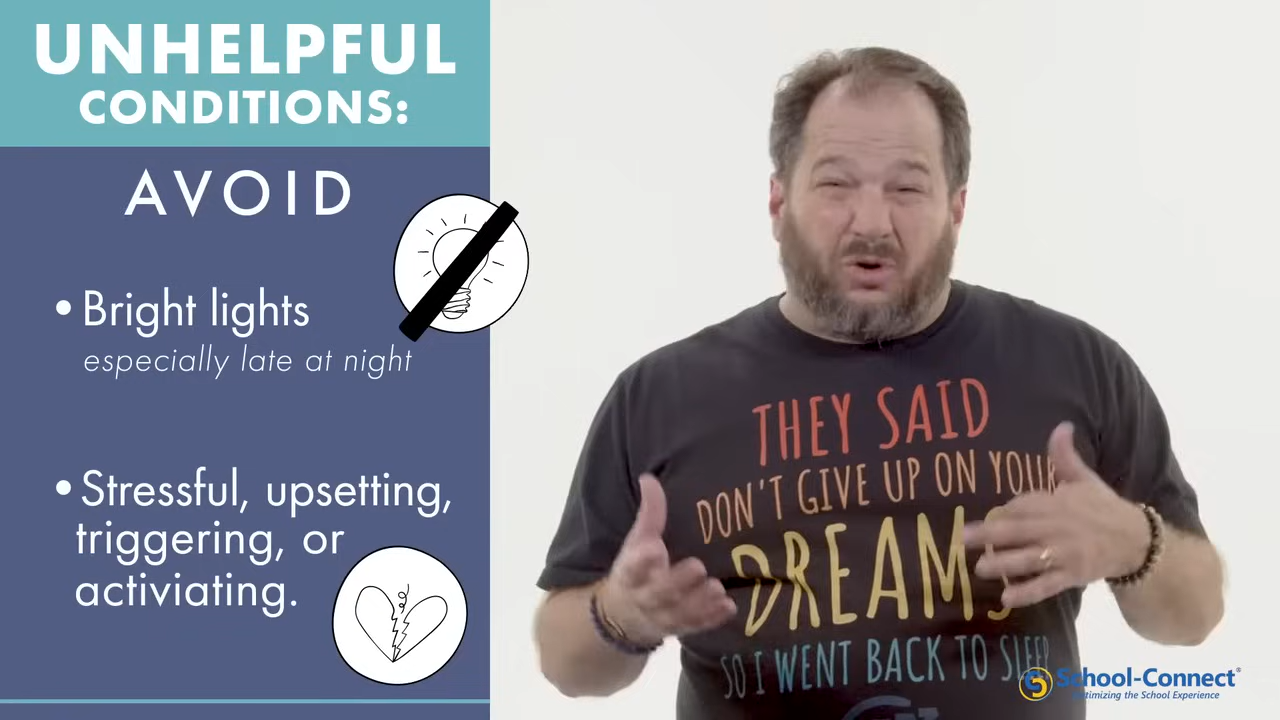 UNHELPFUL
CONDITIONS:
AVOID
•Bright lights
especially late at night
•Stressful, upsetting,
triggering, or
activiating.
THEY SAID
DON'T GIVE UP ON YOUR
DREAMS
SO I WENT BACK TO SLEEP
School-Connect®
Optimizing the School Experience